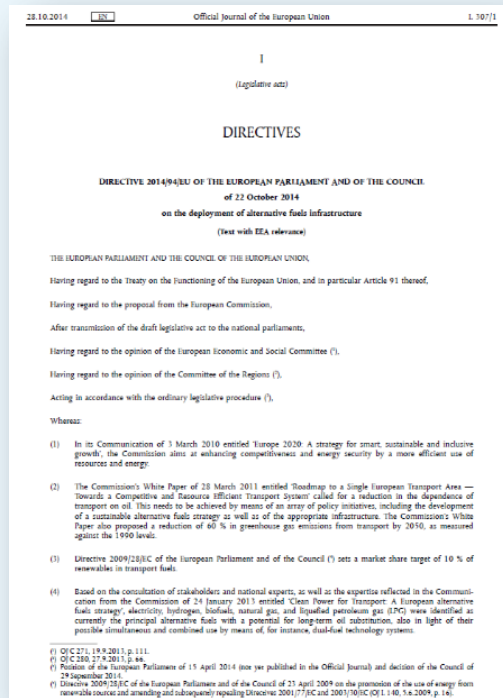 28.10.2014 EN Official Journal of the European Union L 307/1
I
(Legislative acts)
DIRECTIVES
DIRECTIVE 2014/94/EU OF THE EUROPEAN PARLIAMENT AND OF THE COUNCIL
of 22 October 2014
on the deployment of alternative fuels infrastructure
(Text with EEA relevance)
THE EUROPEAN PARLIAMENT AND THE COUNCIL OF THE EUROPEAN UNION,
Having regard to the Treaty on the Functioning of the European Union, and in particular Article 91 thereof,
Having regard to the proposal from the European Commission,
After transmission of the draft legislative act to the national parliaments,
Having regard to the opinion of the European Economic and Social Committee (¹),
Having regard to the opinion of the Committee of the Regions (²),
Acting in accordance with the ordinary legislative procedure (³),
Whereas:
(1) In its Communication of 3 March 2010 entitled 'Europe 2020: A strategy for smart, sustainable and inclusive
growth', the Commission aims at enhancing competitiveness and energy security by a more efficient use of
resources and energy.
(2) The Commission's White Paper of 28 March 2011 entitled 'Roadmap to a Single European Transport Area —
Towards a Competitive and Resource Efficient Transport System' called for a reduction in the dependence of
transport on oil. This needs to be achieved by means of an array of policy initiatives, including the development
of a sustainable alternative fuels strategy as well as of the appropriate infrastructure. The Commission's White
Paper also proposed a reduction of 60 % in greenhouse gas emissions from transport by 2050, as measured
against the 1990 levels.
(3) Directive 2009/28/EC of the European Parliament and of the Council (⁴) sets a market share target of 10 % of
renewables in transport fuels.
(4) Based on the consultation of stakeholders and national experts, as well as the expertise reflected in the Communi-
cation from the Commission of 24 January 2013 entitled 'Clean Power for Transport: A European alternative
fuels strategy', electricity, hydrogen, biofuels, natural gas, and liquefied petroleum gas (LPG) were identified as
currently the principal alternative fuels with a potential for long-term oil substitution, also in light of their
possible simultaneous and combined use by means of, for instance, dual-fuel technology systems.
(¹) OJ C 271, 19.9.2013, p. 111.
(²) OJ C 280, 27.9.2013, p. 66.
(³) Position of the European Parliament of 15 April 2014 (not yet published in the Official Journal) and decision of the Council of
29 September 2014.
(⁴) Directive 2009/28/EC of the European Parliament and of the Council of 23 April 2009 on the promotion of the use of energy from
renewable sources and amending and subsequently repealing Directives 2001/77/EC and 2003/30/EC (OJ L 140, 5.6.2009, p. 16).